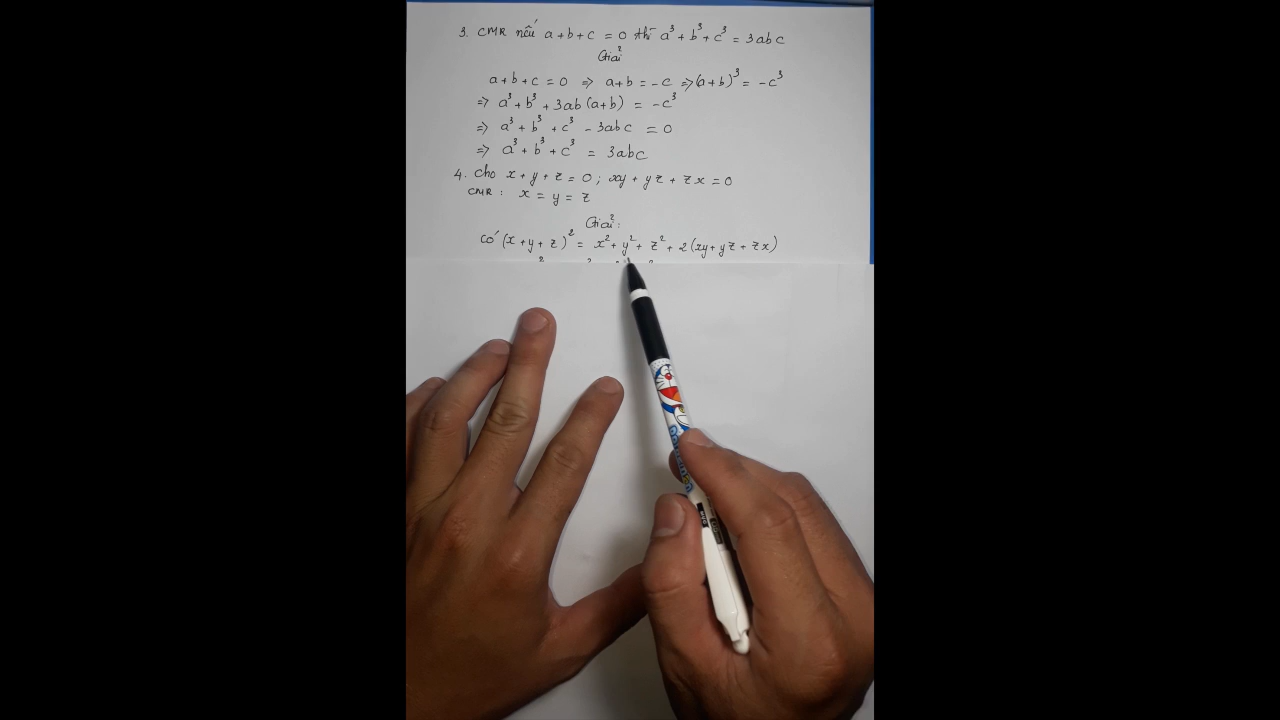 3. CMR nếu a + b + c = 0 thì a³ + b³ + c³ = 3abc
Giải
a + b + c = 0 => a + b = -c => (a + b)³ = -c³
=> a³ + b³ + 3ab(a + b) = -c³
=> a³ + b³ + c³ - 3abc = 0
=> a³ + b³ + c³ = 3abc
4. Cho x + y + z = 0 ; xy + yz + zx = 0
CMR : x = y = z
Giải :
Có (x + y + z)² = x² + y² + z² + 2(xy + yz + zx)